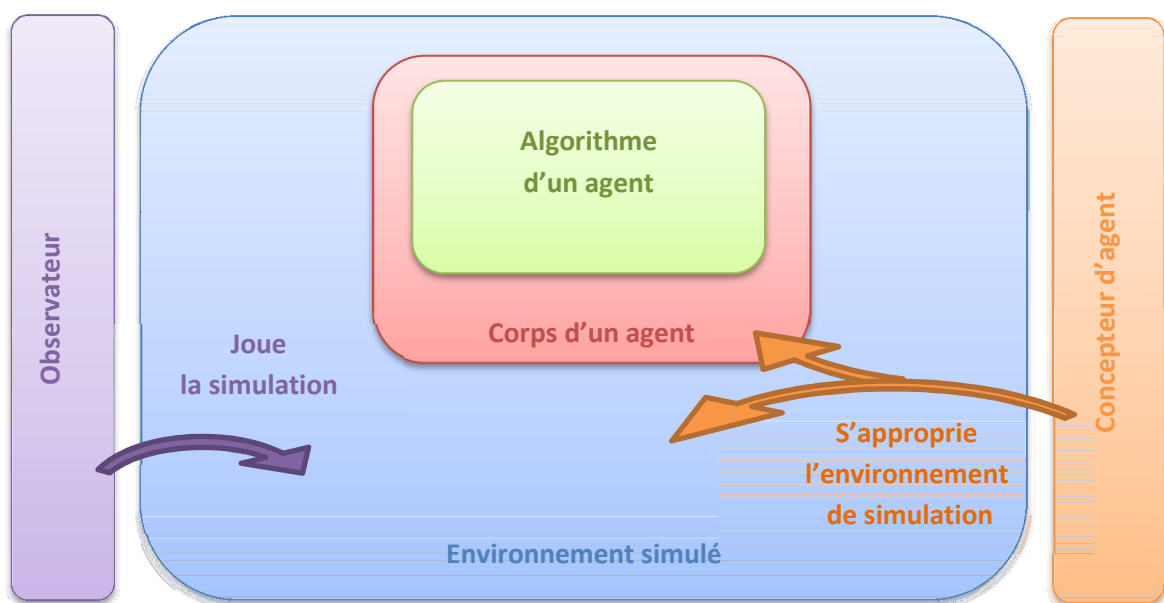 Observateur
Algorithme
d’un agent
Corps d’un agent
Joue
la simulation
S’approprie
l’environnement
de simulation
Environnement simulé
Concepteur d’agent